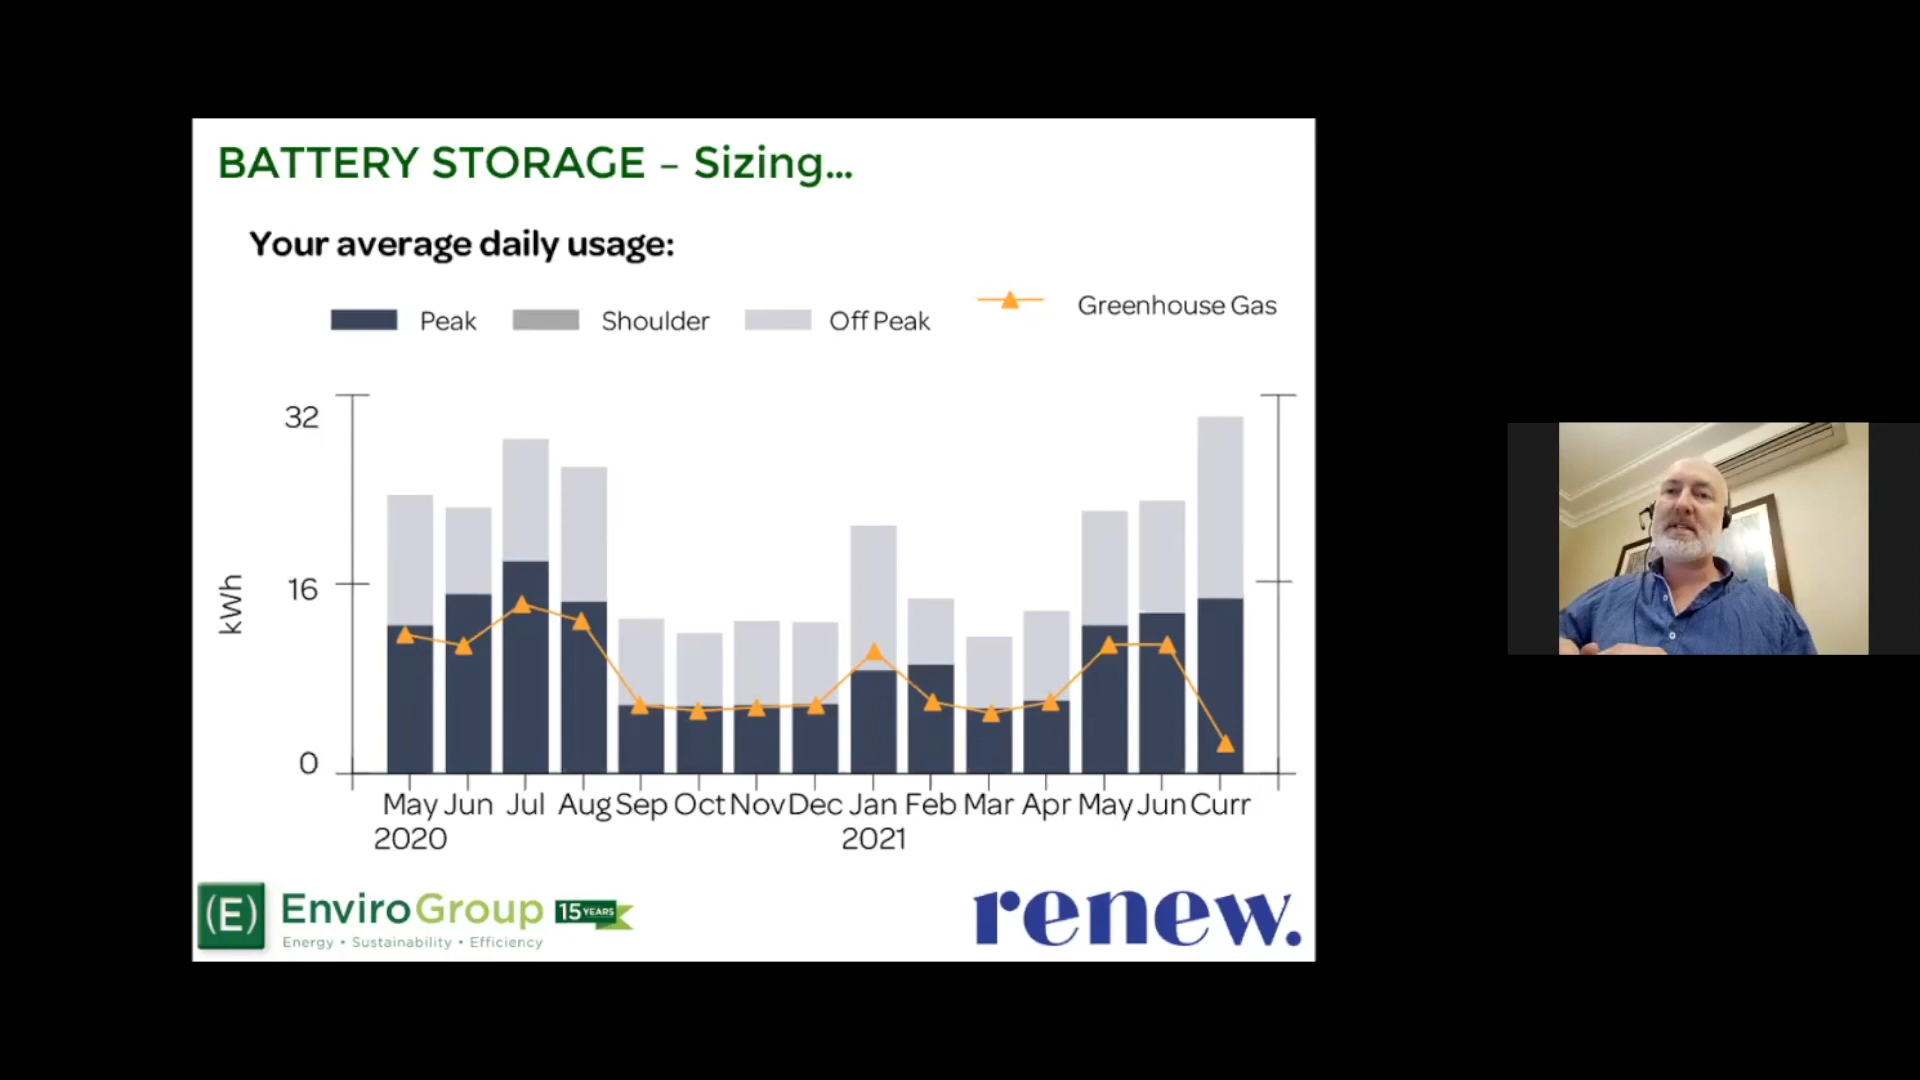 BATTERY STORAGE – Sizing...
Your average daily usage:
Peak Shoulder Off Peak Greenhouse Gas
32
16
0
kWh
May Jun Jul Aug Sep Oct Nov Dec Jan Feb Mar Apr May Jun Curr
2020 2021
(E) EnviroGroup 15 YEARS
Energy • Sustainability • Efficiency
renew.